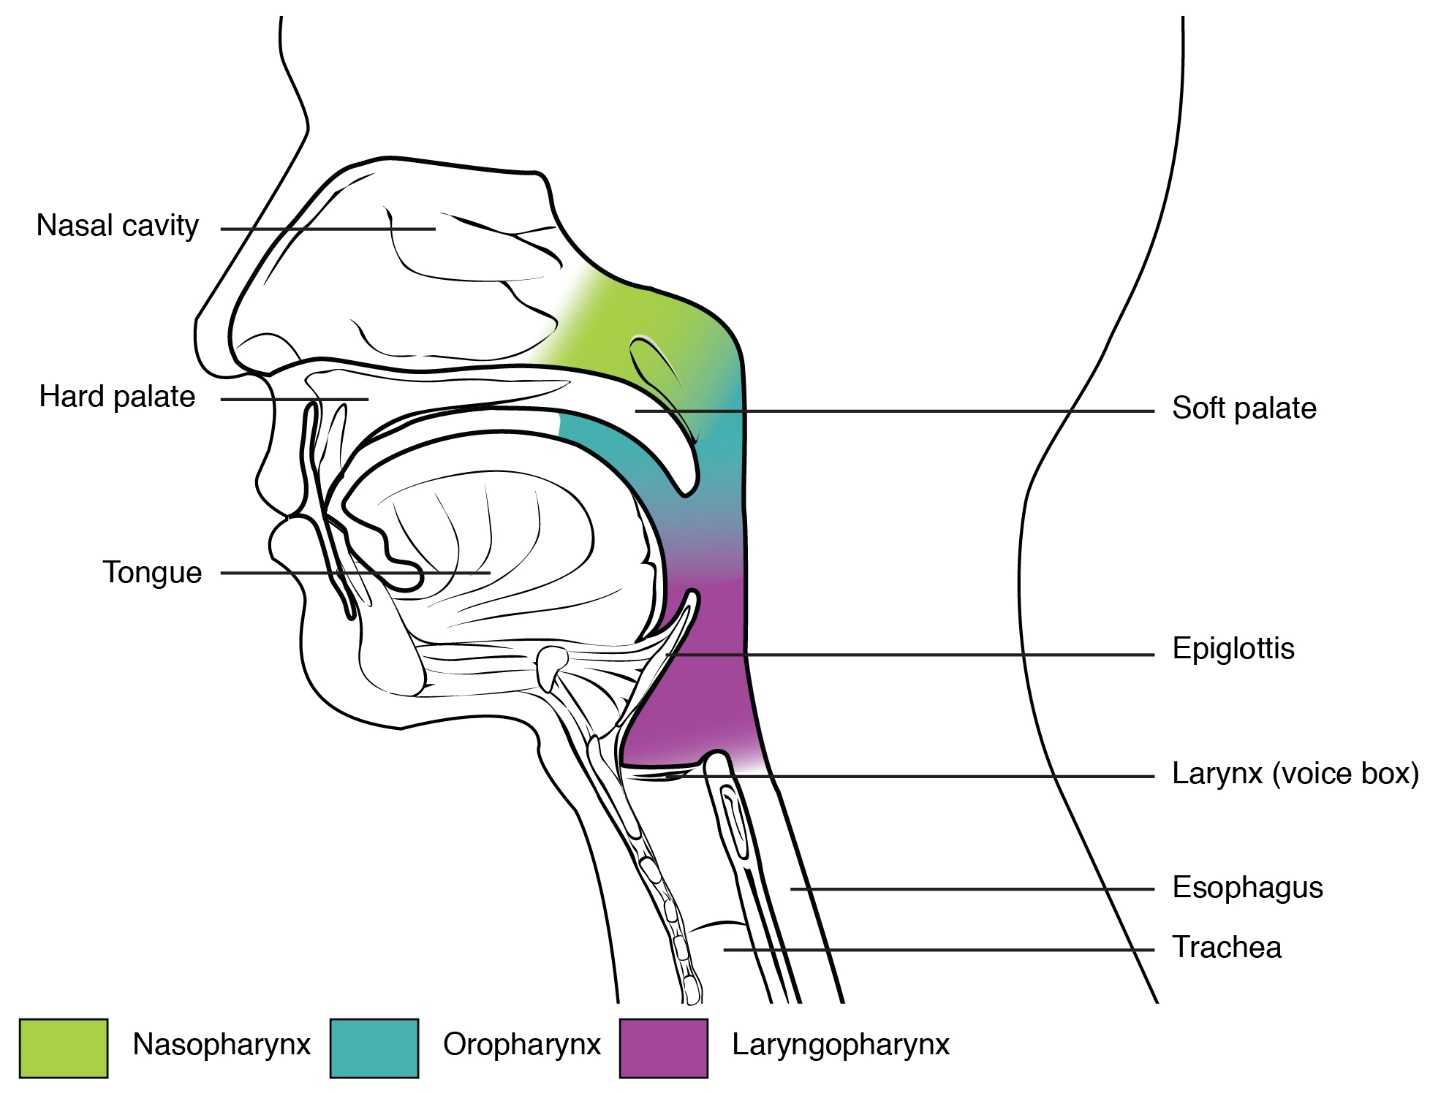 Nasal cavity
Hard palate
Soft palate
Tongue
Epiglottis
Larynx (voice box)
Esophagus
Trachea
Nasopharynx
Oropharynx
Laryngopharynx